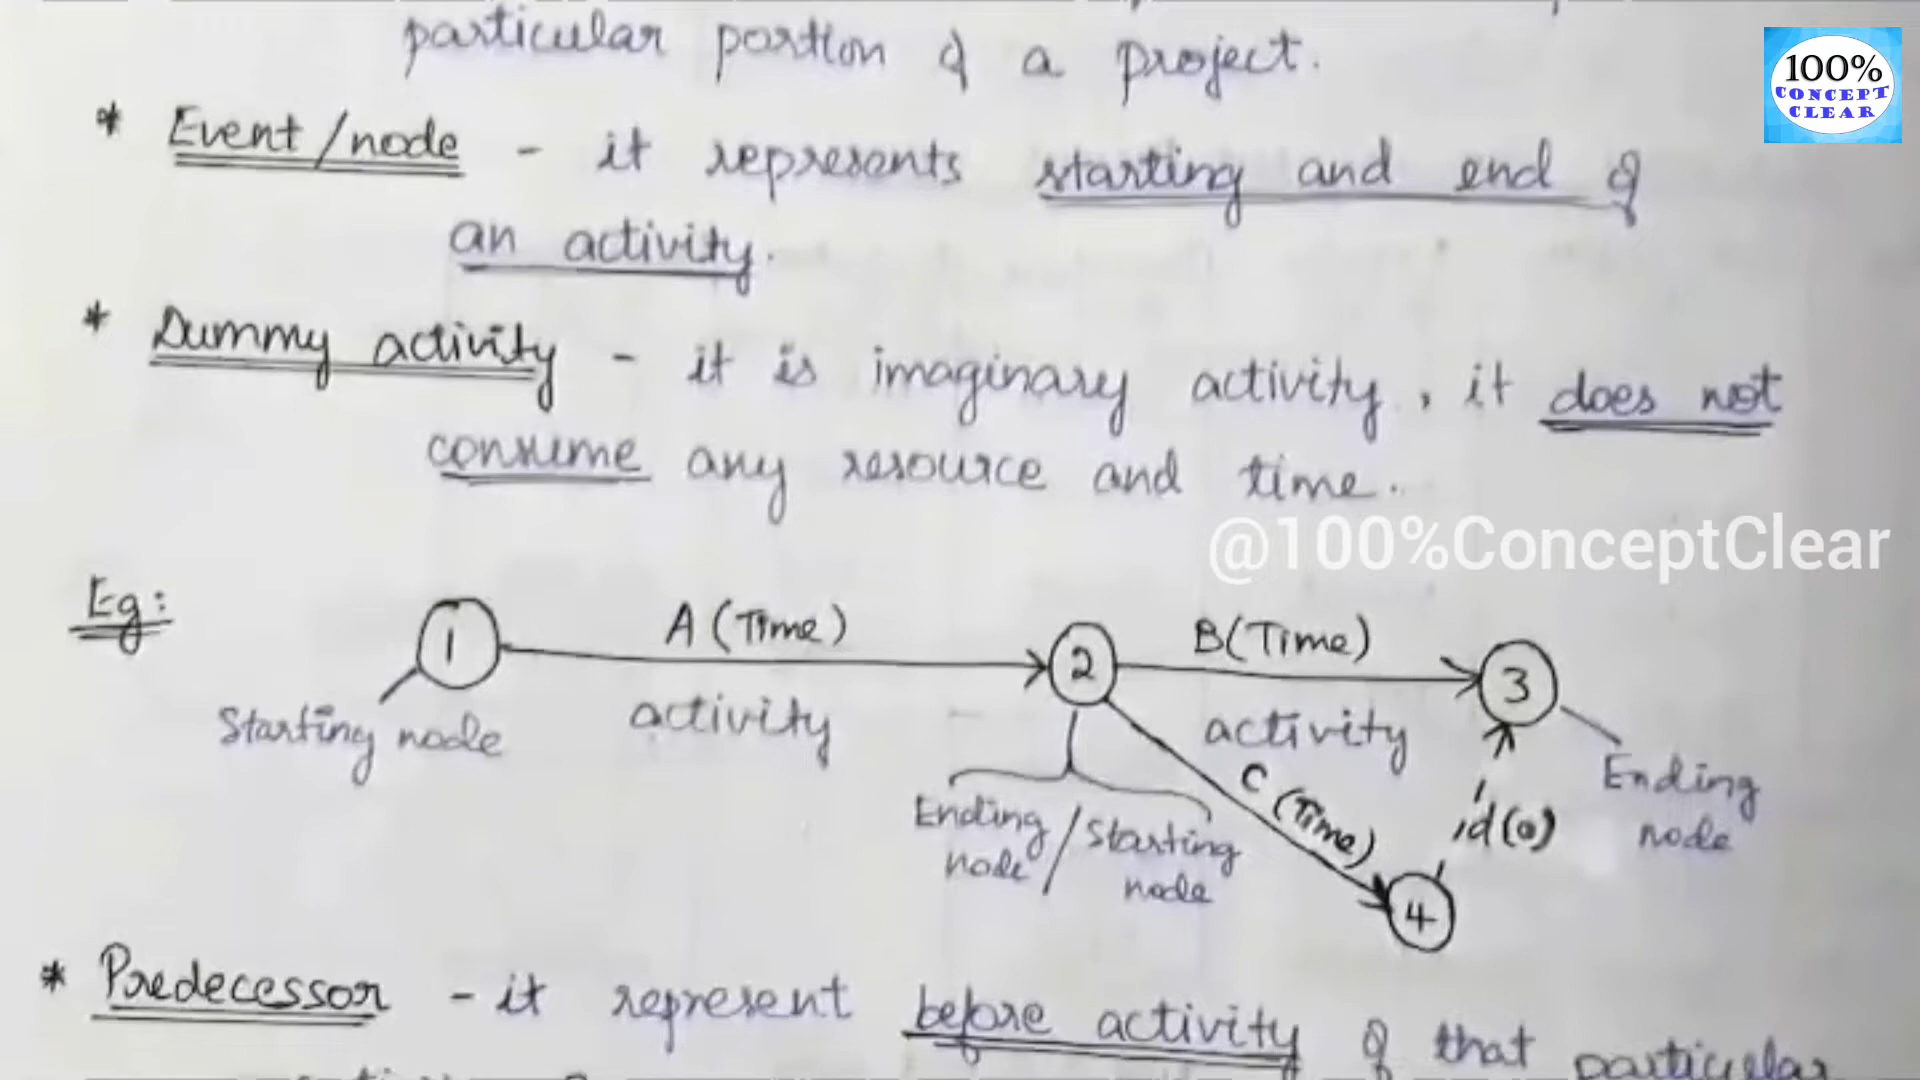 particular portion of a project.
100%
CONCEPT
CLEAR
* Event/node - it represents starting and end of
an activity.
* Dummy activity - it is imaginary activity, it does not
consume any resource and time.
@100%ConceptClear
Eg:
1 A (Time) 2 B(Time) 3
Starting node activity activity
C (Time) d(0) Ending
node
Ending / Starting
node node
4
* Predecessor - it represent before activity of that particular